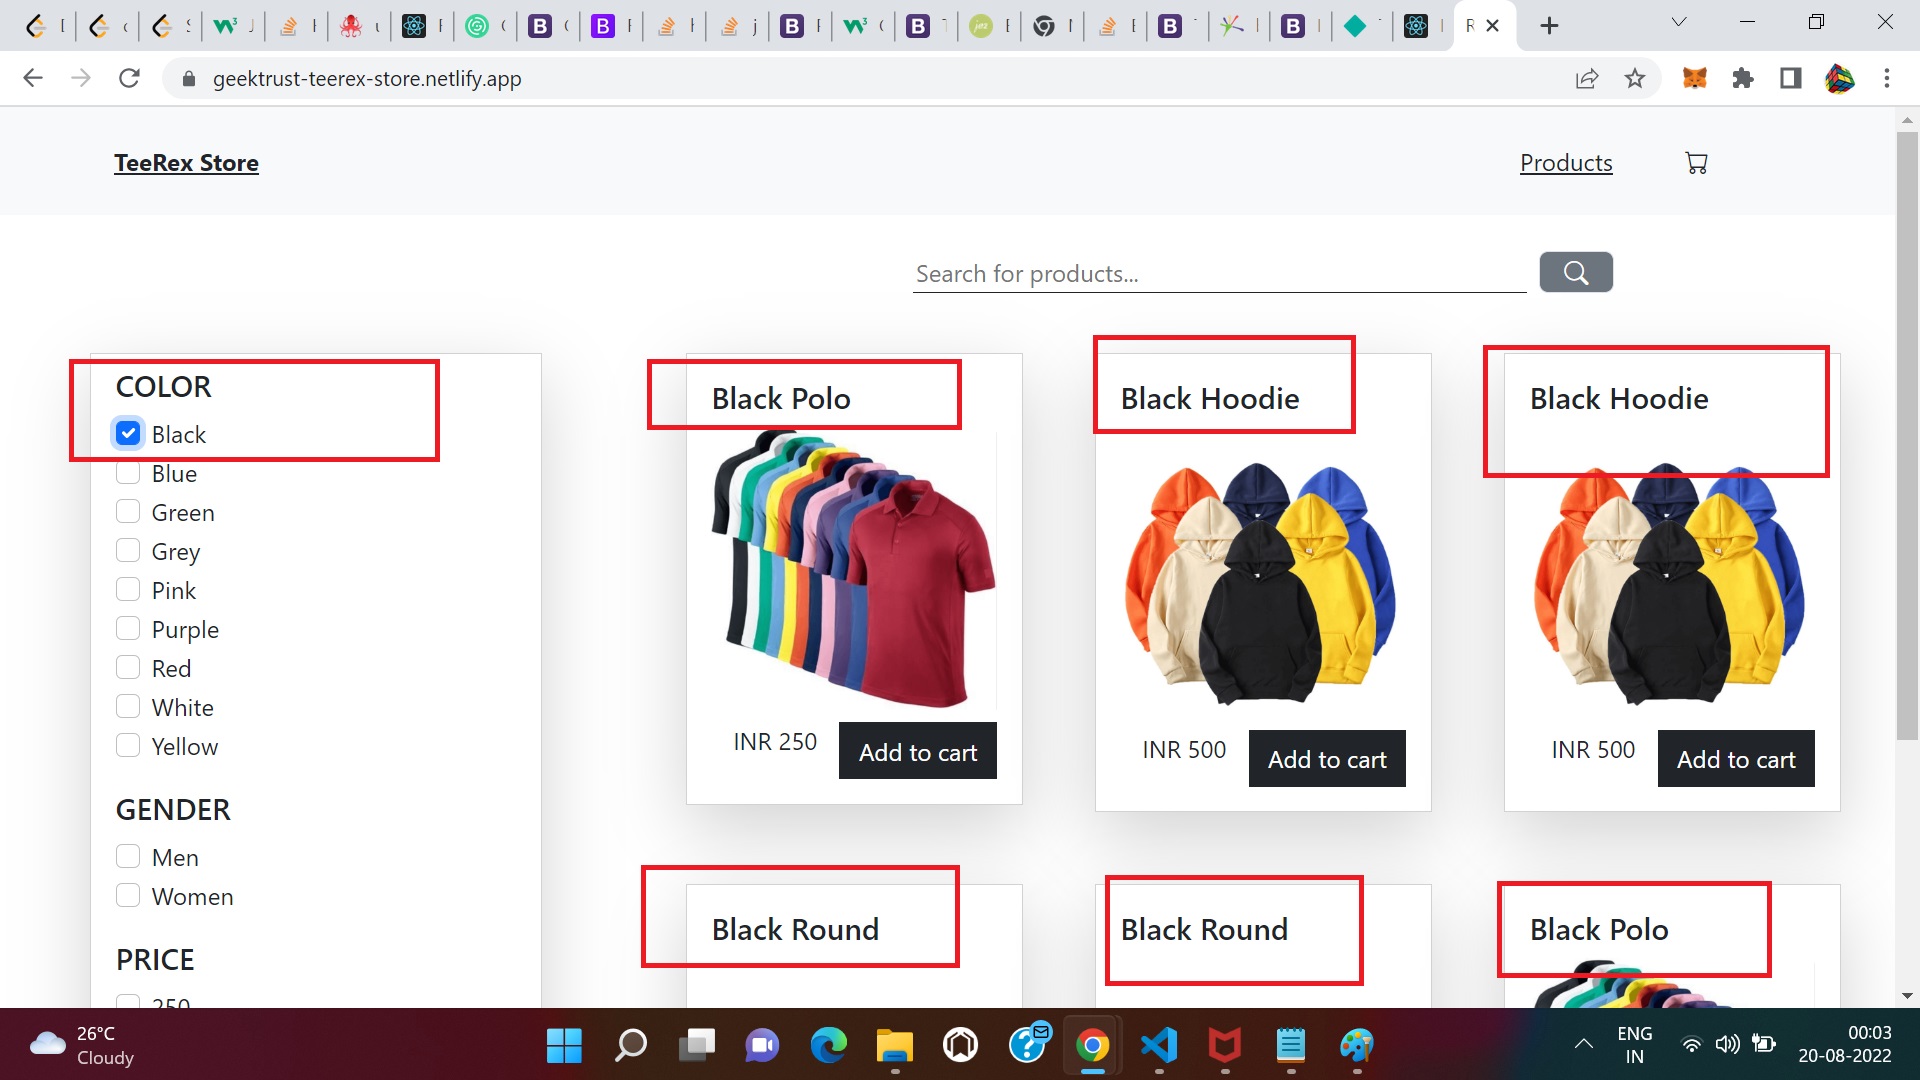 geektrust-teerex-store.netlify.app
TeeRex Store
Products
Search for products...
COLOR
Black
Blue
Green
Grey
Pink
Purple
Red
White
Yellow
GENDER
Men
Women
PRICE
250
Black Polo
INR 250
Add to cart
Black Hoodie
INR 500
Add to cart
Black Hoodie
INR 500
Add to cart
Black Round
Black Round
Black Polo
26°C
Cloudy
ENG
IN
00:03
20-08-2022